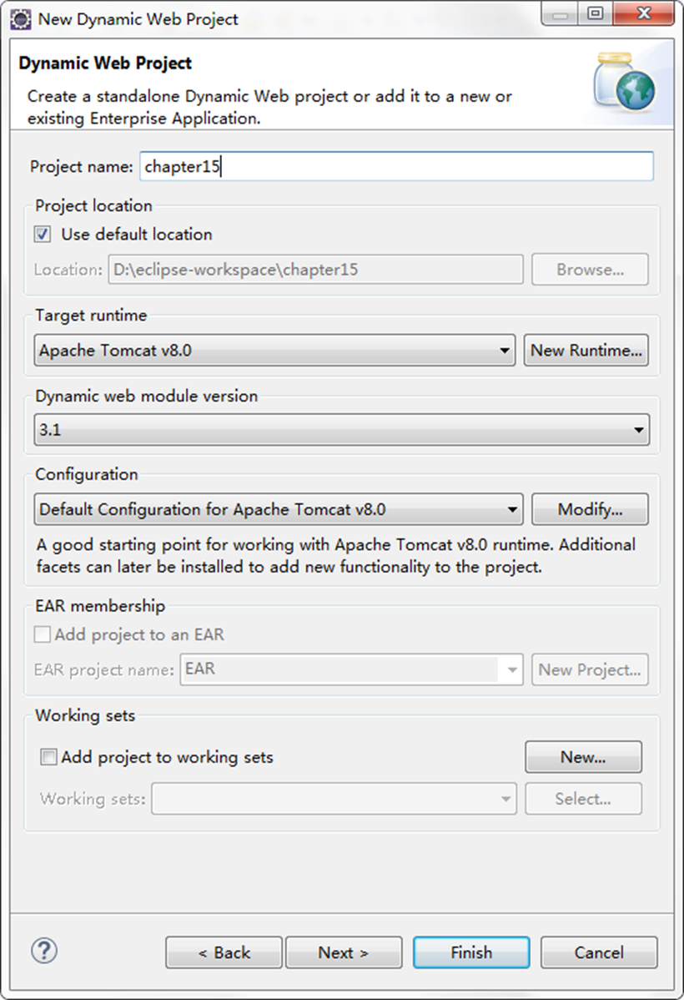 New Dynamic Web Project
Dynamic Web Project
Create a standalone Dynamic Web project or add it to a new or
existing Enterprise Application.
Project name: chapter15
Project location
Use default location
Location: D:\eclipse-workspace\chapter15 Browse...
Target runtime
Apache Tomcat v8.0 New Runtime...
Dynamic web module version
3.1
Configuration
Default Configuration for Apache Tomcat v8.0 Modify...
A good starting point for working with Apache Tomcat v8.0 runtime. Additional
facets can later be installed to add new functionality to the project.
EAR membership
Add project to an EAR
EAR project name: EAR New Project...
Working sets
Add project to working sets New...
Working sets: Select...
? < Back Next > Finish Cancel